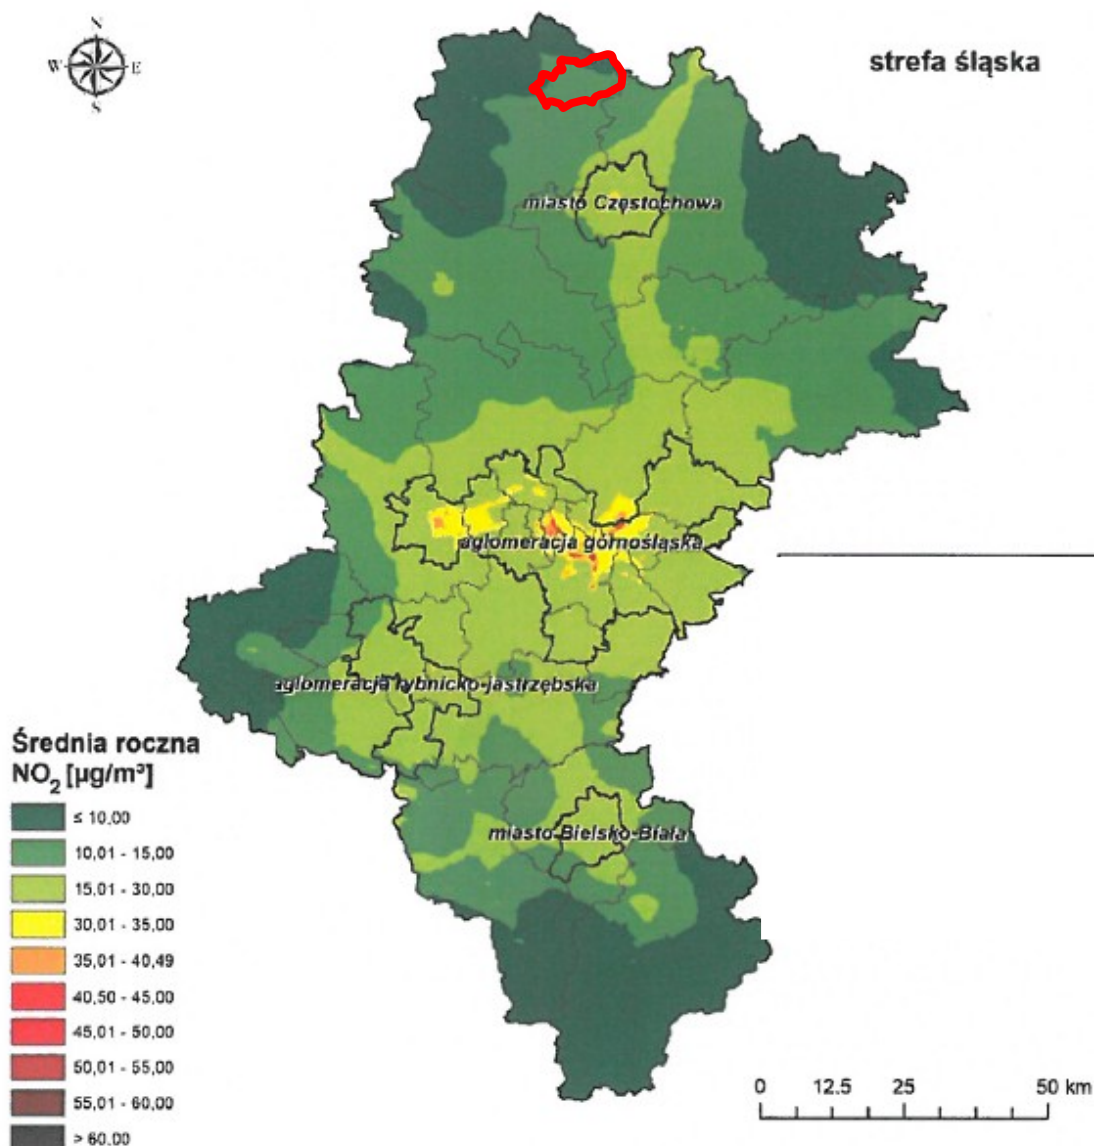 N
W E
S
strefa śląska
miasto Częstochowa
aglomeracja górnośląska
aglomeracja rybnicko-jastrzębska
miasto Bielsko-Biała
Średnia roczna
NO₂ [µg/m³]
≤ 10,00
10,01 - 15,00
15,01 - 30,00
30,01 - 35,00
35,01 - 40,49
40,50 - 45,00
45,01 - 50,00
50,01 - 55,00
55,01 - 60,00
> 60,00
0 12.5 25 50 km